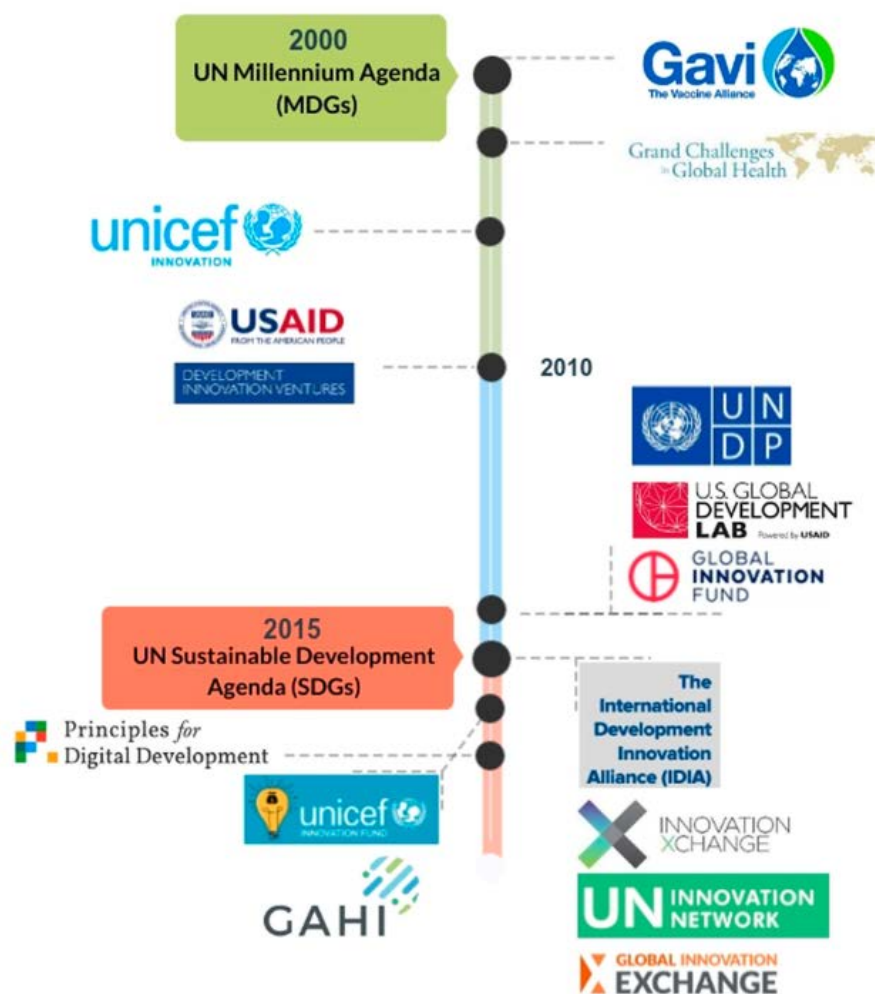 2000
UN Millennium Agenda
(MDGs)
Gavi
The Vaccine Alliance
Grand Challenges
in Global Health
unicef
INNOVATION
USAID
FROM THE AMERICAN PEOPLE
DEVELOPMENT
INNOVATION VENTURES
2010
U N
D P
U.S. GLOBAL
DEVELOPMENT
LAB Powered by USAID
GLOBAL
INNOVATION
FUND
2015
UN Sustainable Development
Agenda (SDGs)
The
International
Development
Innovation
Alliance (IDIA)
Principles for
Digital Development
unicef
INNOVATION FUND
INNOVATION
XCHANGE
GAHI
UN INNOVATION
NETWORK
GLOBAL INNOVATION
EXCHANGE